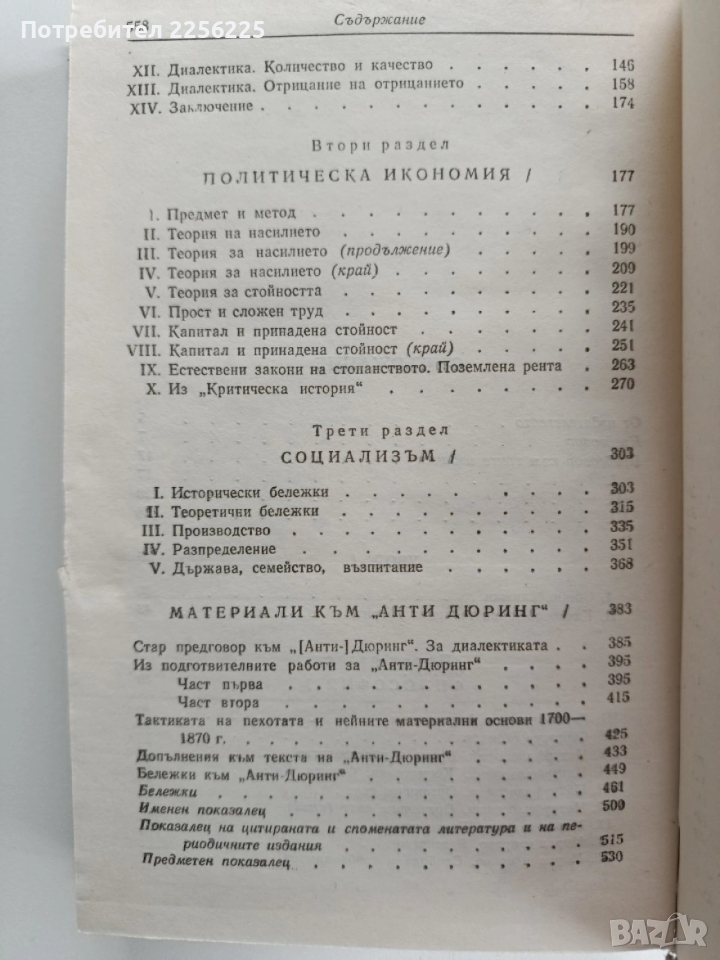 Потребител 2256225
558 Съдържание
XII. Диалектика. Количество и качество . . . . . . 146
XIII. Диалектика. Отрицание на отрицанието . . . . . 158
XIV. Заключение . . . . . . . . . . . . . 174
Втори раздел
ПОЛИТИЧЕСКА ИКОНОМИЯ / 177
I. Предмет и метод . . . . . . . . . . . 177
II. Теория на насилието . . . . . . . . . . 190
III. Теория за насилието (продължение) . . . . . 199
IV. Теория за насилието (край) . . . . . . . . 209
V. Теория за стойността . . . . . . . . . . 221
VI. Прост и сложен труд . . . . . . . . . . 235
VII. Капитал и принадена стойност . . . . . . . 241
VIII. Капитал и принадена стойност (край) . . . . . 251
IX. Естествени закони на стопанството. Поземлена рента . 263
X. Из „Критическа история“ . . . . . . . . 270
Трети раздел
СОЦИАЛИЗЪМ / 303
I. Исторически бележки . . . . . . . . . 303
II. Теоретични бележки . . . . . . . . . 315
III. Производство . . . . . . . . . . . 335
IV. Разпределение . . . . . . . . . . . 351
V. Държава, семейство, възпитание . . . . . . 368
МАТЕРИАЛИ КЪМ „АНТИ ДЮРИНГ“ / 383
Стар предговор към „[Анти-]Дюринг“. За диалектиката . . 385
Из подготвителните работи за „Анти-Дюринг“ . . . . 395
Част първа . . . . . . . . . . . . 395
Част втора . . . . . . . . . . . . 415
Тактиката на пехотата и нейните материални основи 1700—
1870 г. . . . . . . . . . . . . . . 425
Допълнения към текста на „Анти-Дюринг“ . . . . . 433
Бележки към „Анти-Дюринг“ . . . . . . . . . 449
Бележки . . . . . . . . . . . . . . 461
Именен показалец . . . . . . . . . . . . 500
Показалец на цитираната и спомената литература и на пе-
риодичните издания . . . . . . . . . . . 515
Предметен показалец . . . . . . . . . . . 530
BAZAR